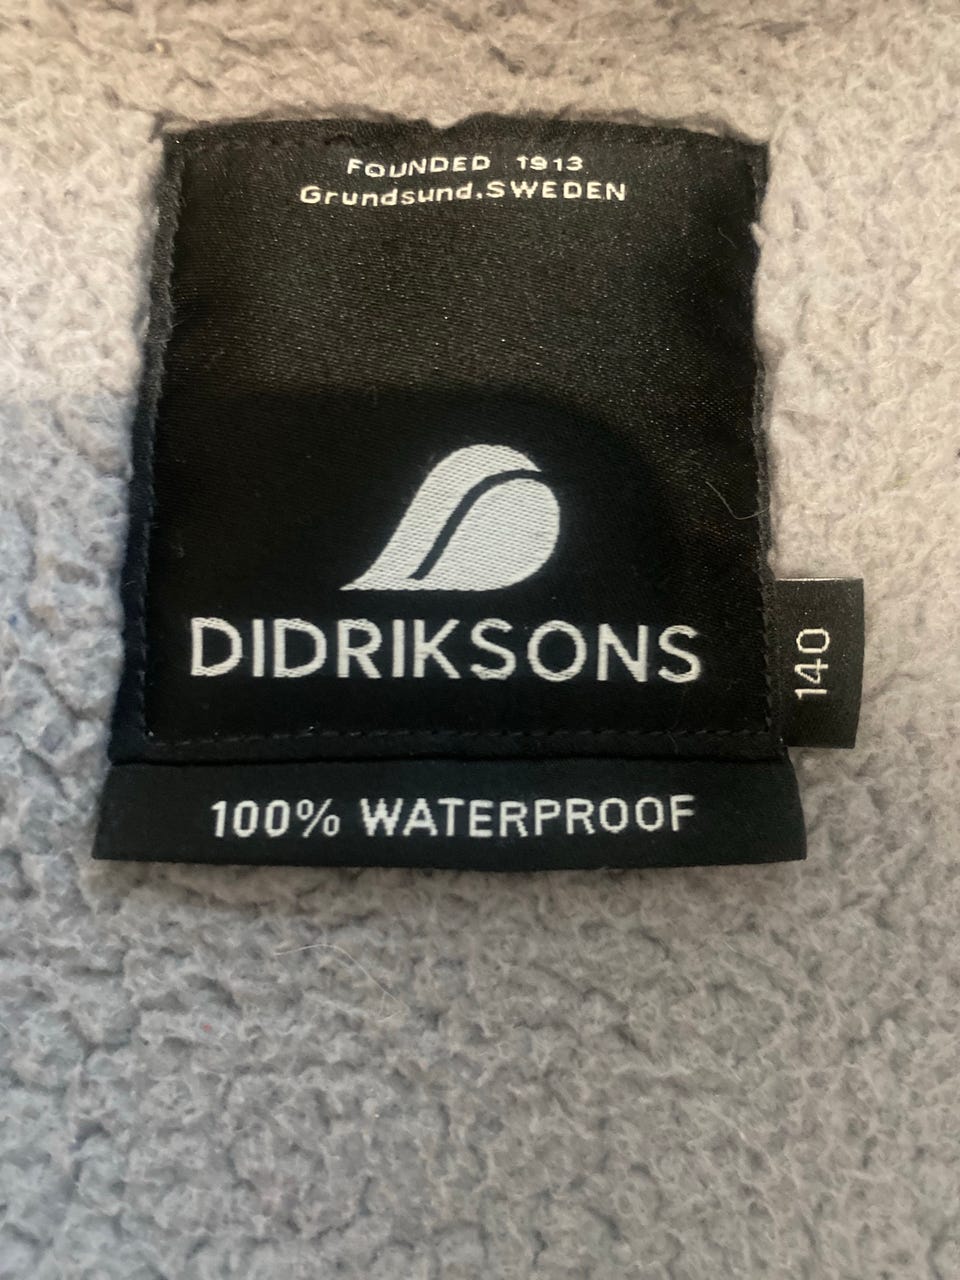 FOUNDED 1913
Grundsund.SWEDEN
DIDRIKSONS
140
100% WATERPROOF